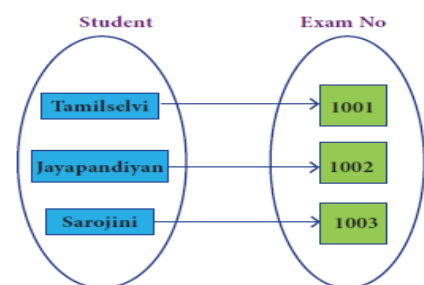 Student Exam No
Tamilselvi 1001
Jayapandiyan 1002
Sarojini 1003